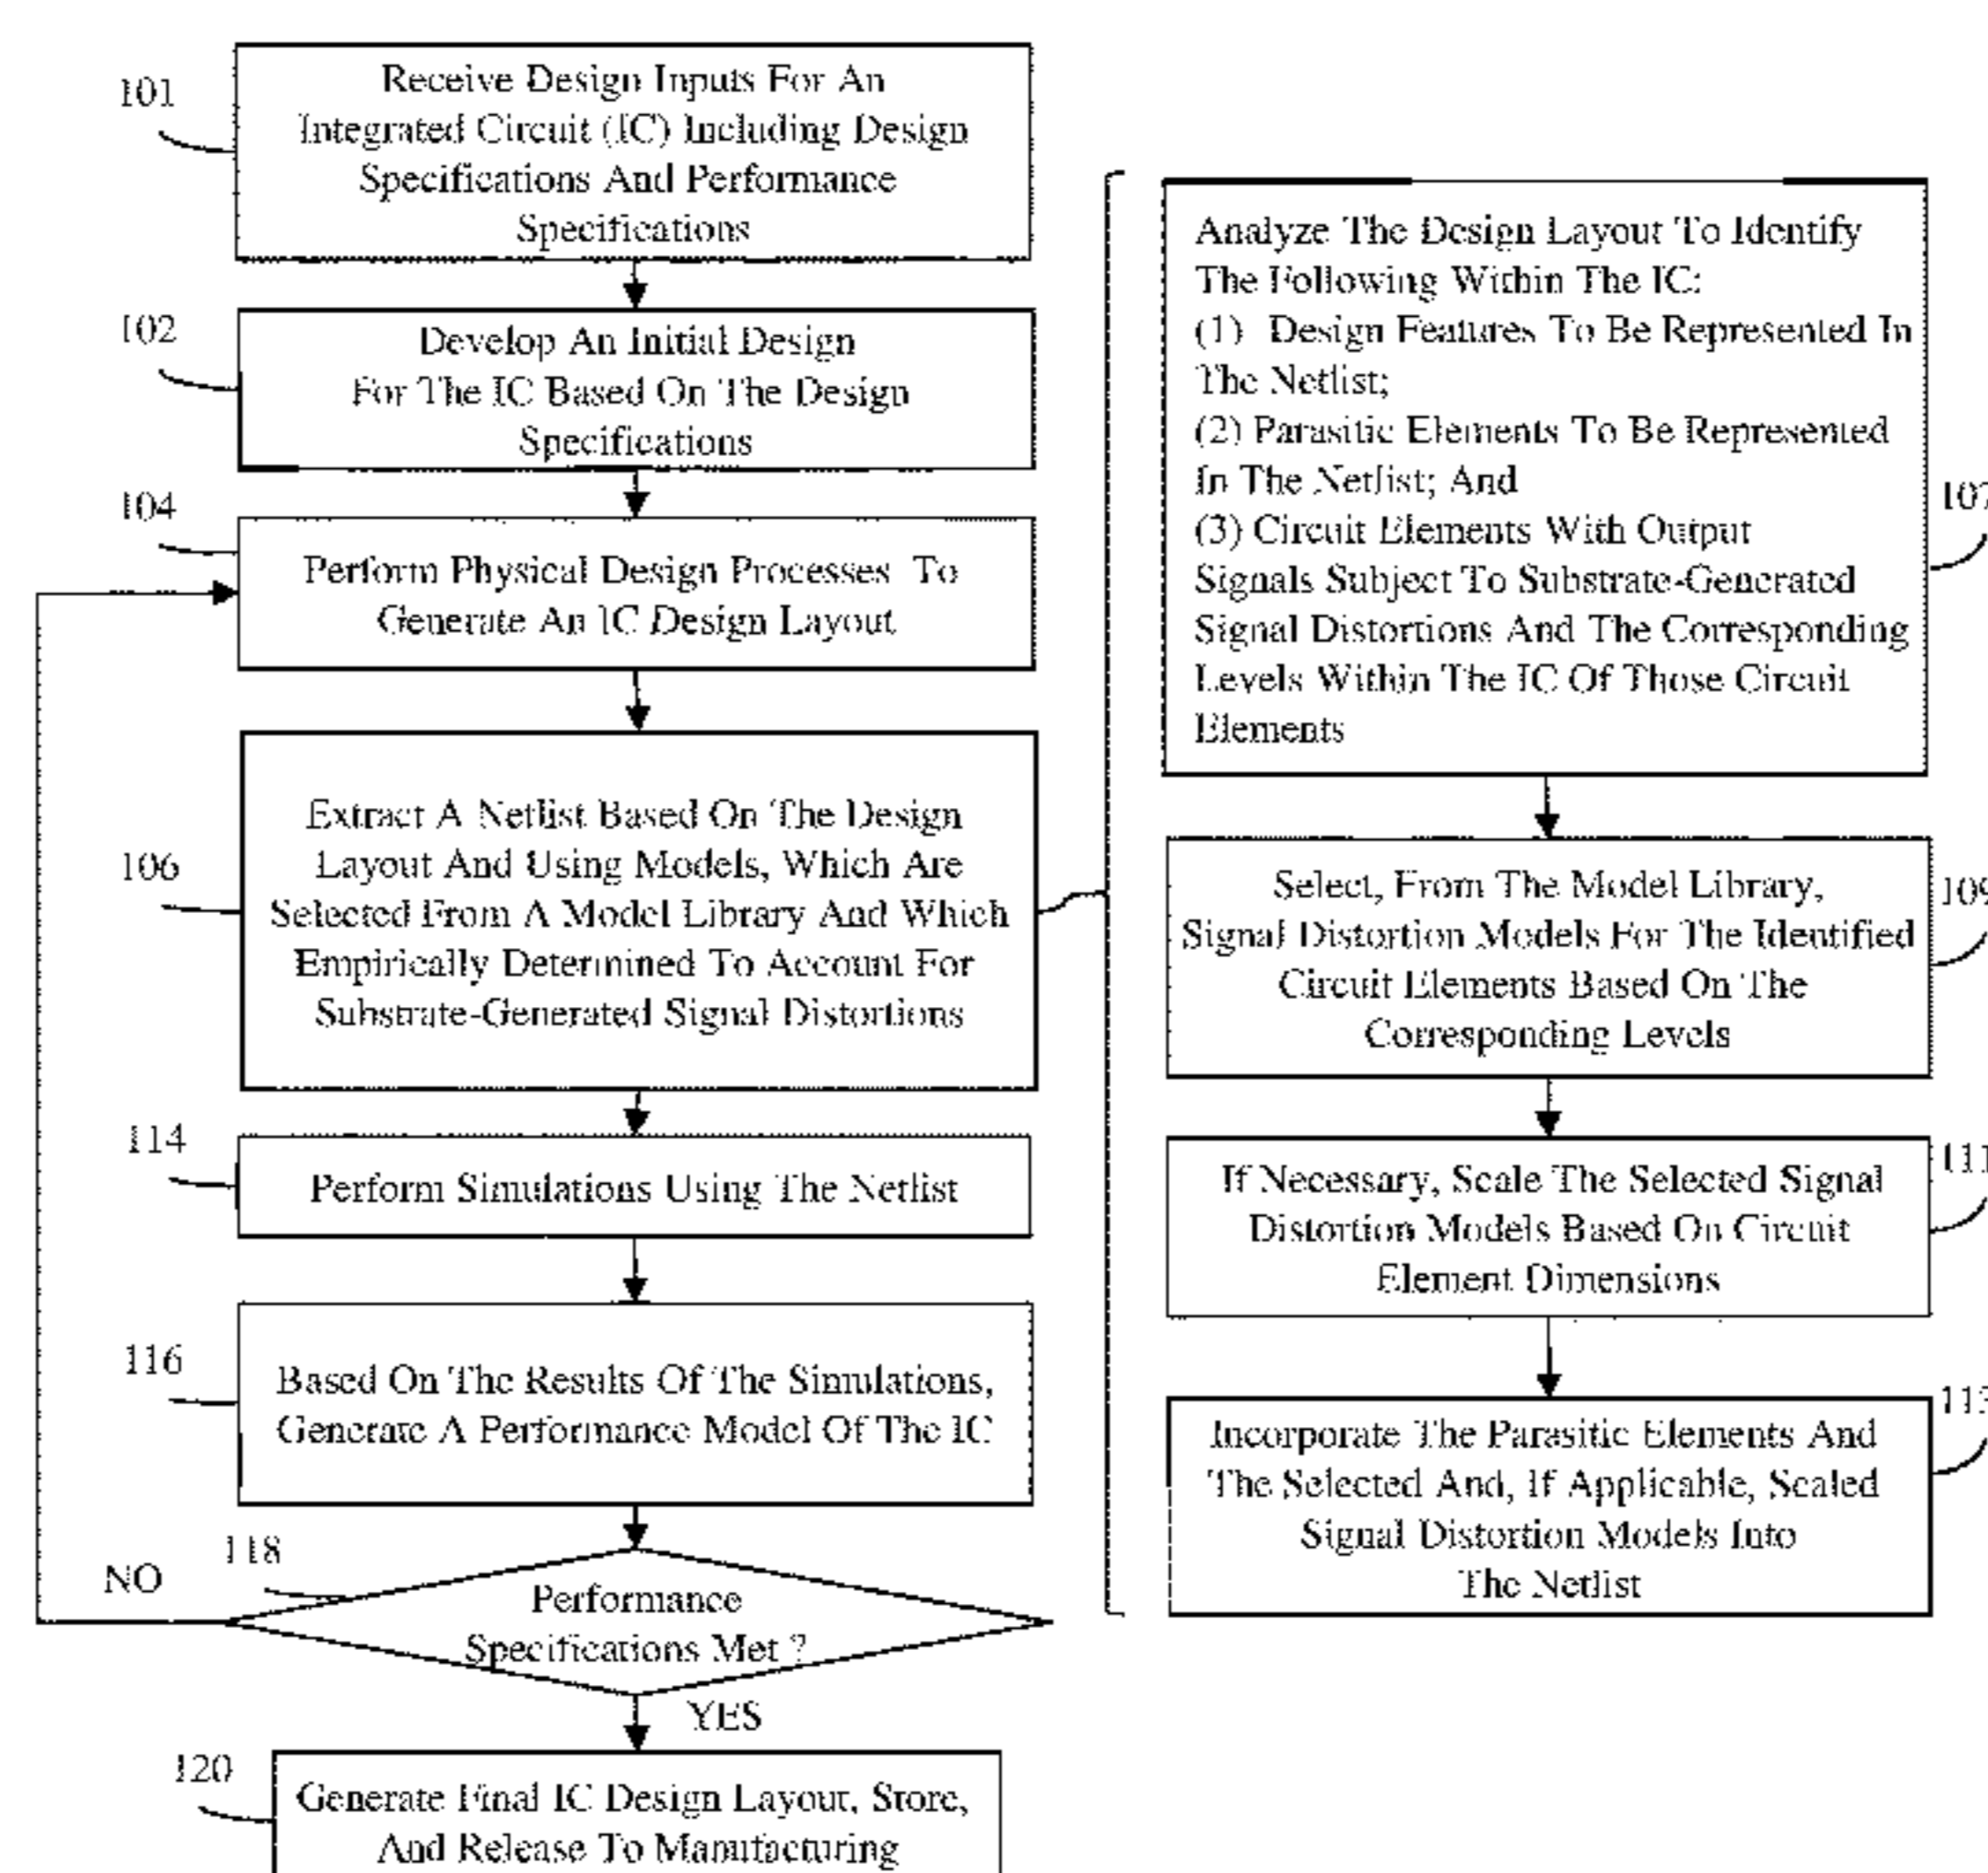 101
Receive Design Inputs For An
Integrated Circuit (IC) Including Design
Specifications And Performance
Specifications
102
Develop An Initial Design
For The IC Based On The Design
Specifications
104
Perform Physical Design Processes To
Generate An IC Design Layout
106
Extract A Netlist Based On The Design
Layout And Using Models, Which Are
Selected From A Model Library And Which
Empirically Determined To Account For
Substrate-Generated Signal Distortions
114
Perform Simulations Using The Netlist
116
Based On The Results Of The Simulations,
Generate A Performance Model Of The IC
118
NO
Performance
Specifications Met ?
YES
120
Generate Final IC Design Layout, Store,
And Release To Manufacturing
Analyze The Design Layout To Identify
The Following Within The IC:
(1) Design Features To Be Represented In
The Netlist;
(2) Parasitic Elements To Be Represented
In The Netlist; And
(3) Circuit Elements With Output
Signals Subject To Substrate-Generated
Signal Distortions And The Corresponding
Levels Within The IC Of Those Circuit
Elements
107
Select, From The Model Library,
Signal Distortion Models For The Identified
Circuit Elements Based On The
Corresponding Levels
109
If Necessary, Scale The Selected Signal
Distortion Models Based On Circuit
Element Dimensions
111
Incorporate The Parasitic Elements And
The Selected And, If Applicable, Scaled
Signal Distortion Models Into
The Netlist
113